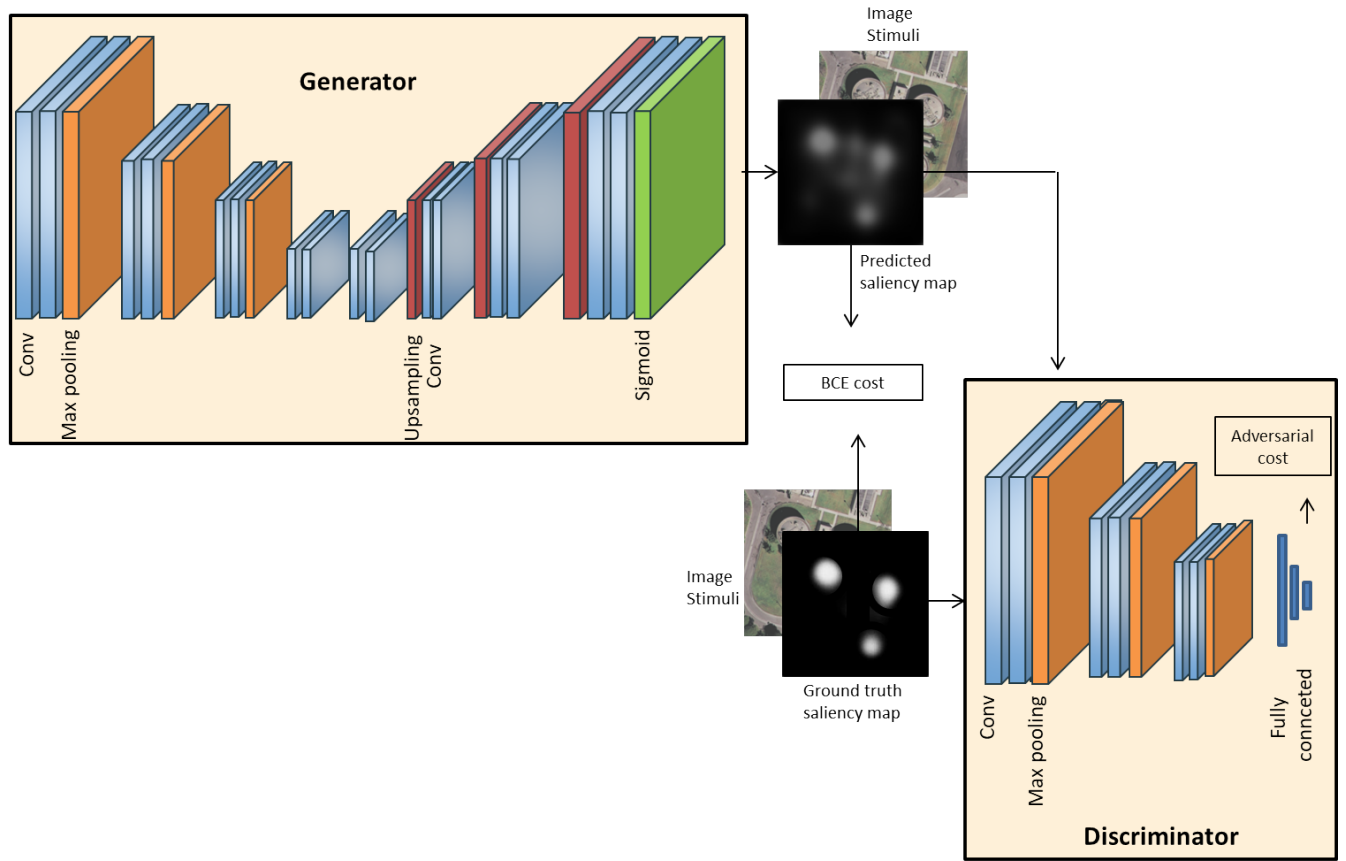 Generator
Conv
Max pooling
Upsampling
Conv
Sigmoid
Image
Stimuli
Predicted
saliency map
BCE cost
Image
Stimuli
Ground truth
saliency map
Adversarial
cost
Conv
Max pooling
Fully
connceted
Discriminator